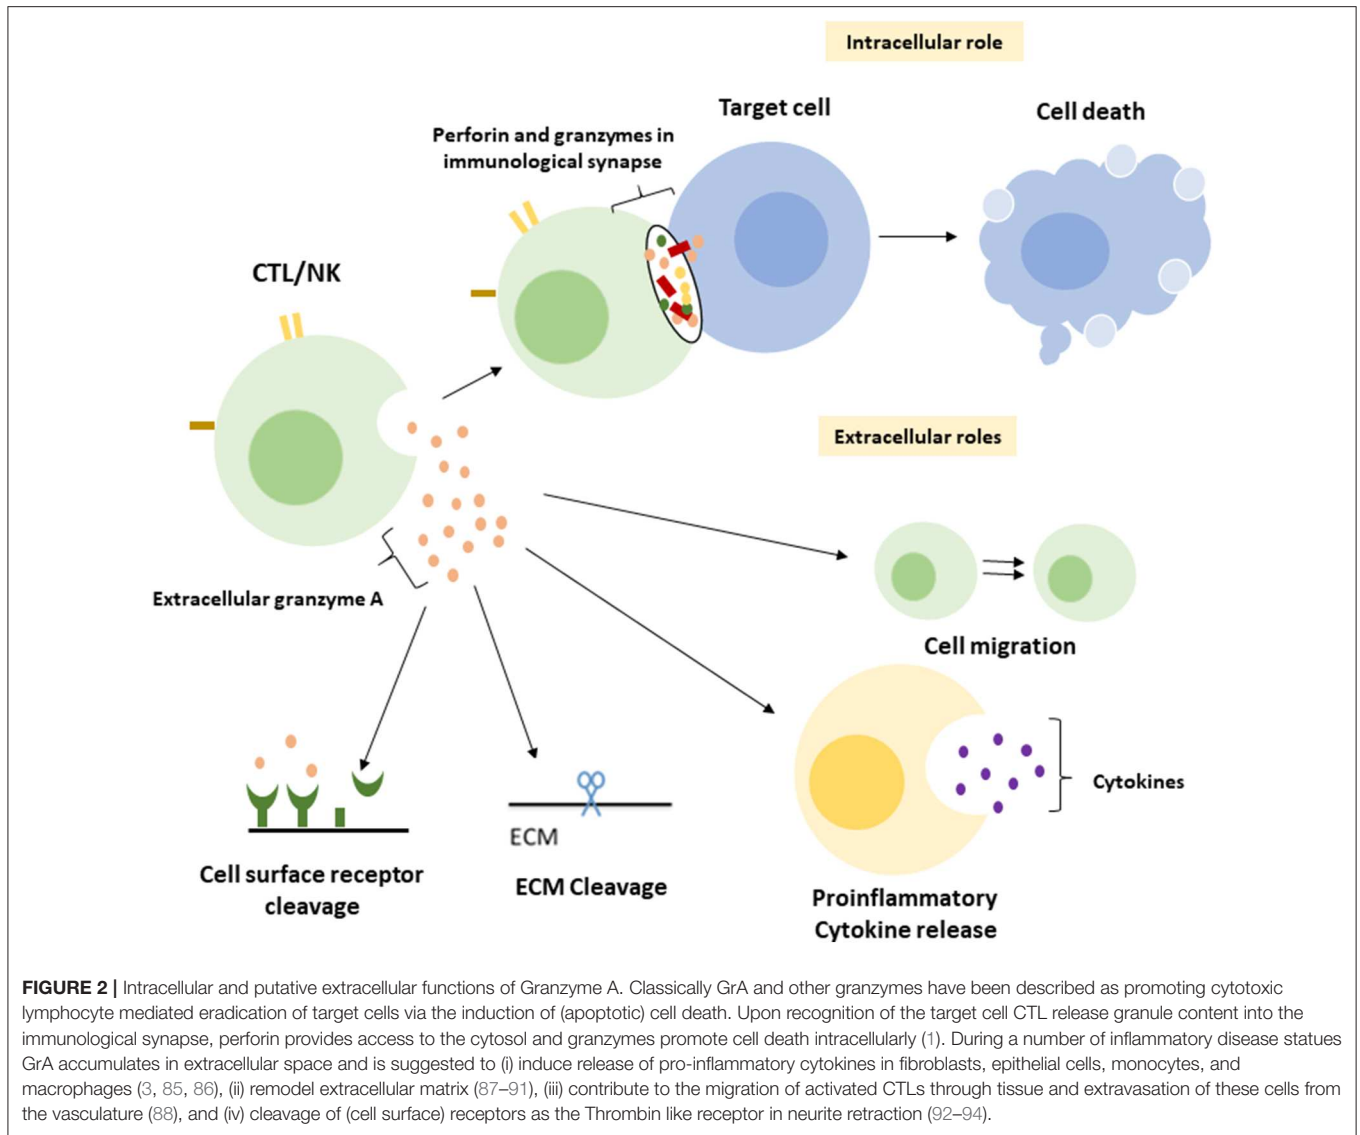 Intracellular role
Target cell
Cell death
Perforin and granzymes in
immunological synapse
CTL/NK
Extracellular roles
Extracellular granzyme A
Cell migration
Cytokines
ECM
Cell surface receptor
cleavage
ECM Cleavage
Proinflammatory
Cytokine release
FIGURE 2 | Intracellular and putative extracellular functions of Granzyme A. Classically GrA and other granzymes have been described as promoting cytotoxic
lymphocyte mediated eradication of target cells via the induction of (apoptotic) cell death. Upon recognition of the target cell CTL release granule content into the
immunological synapse, perforin provides access to the cytosol and granzymes promote cell death intracellularly (1). During a number of inflammatory disease statues
GrA accumulates in extracellular space and is suggested to (i) induce release of pro-inflammatory cytokines in fibroblasts, epithelial cells, monocytes, and
macrophages (3, 85, 86), (ii) remodel extracellular matrix (87–91), (iii) contribute to the migration of activated CTLs through tissue and extravasation of these cells from
the vasculature (88), and (iv) cleavage of (cell surface) receptors as the Thrombin like receptor in neurite retraction (92–94).